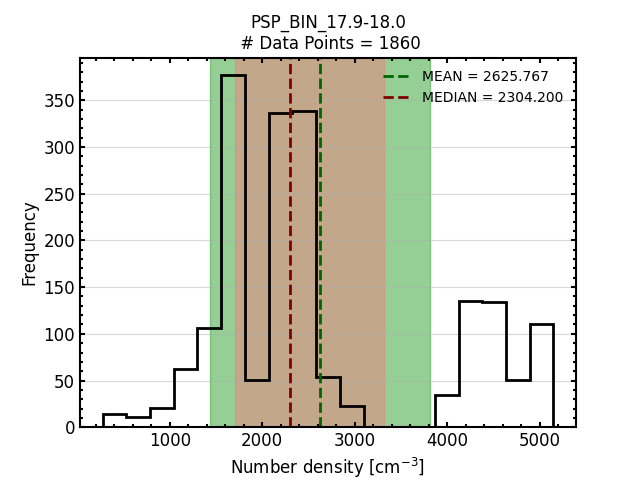 PSP_BIN_17.9-18.0
# Data Points = 1860
MEAN = 2625.767
MEDIAN = 2304.200
Frequency
350
300
250
200
150
100
50
0
1000 2000 3000 4000 5000
Number density [cm⁻³]